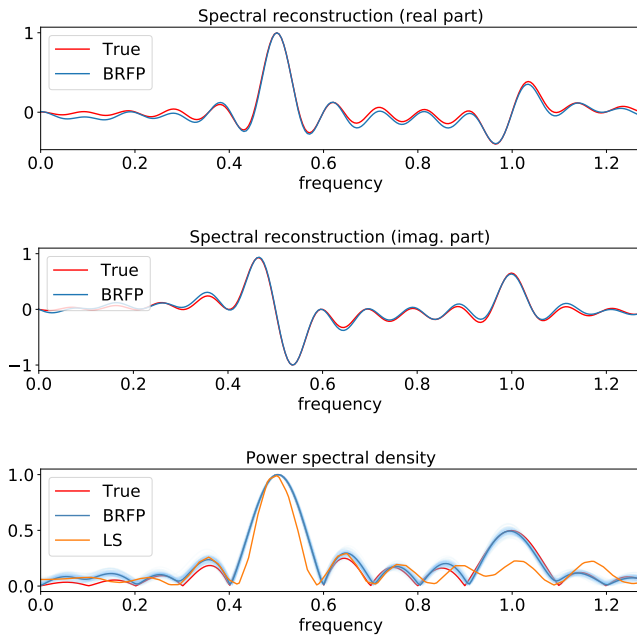 Spectral reconstruction (real part)
1
0
True
BRFP
0.0 0.2 0.4 0.6 0.8 1.0 1.2
frequency
Spectral reconstruction (imag. part)
1
0
−1
True
BRFP
0.0 0.2 0.4 0.6 0.8 1.0 1.2
frequency
Power spectral density
1.0
0.5
0.0
True
BRFP
LS
0.0 0.2 0.4 0.6 0.8 1.0 1.2
frequency